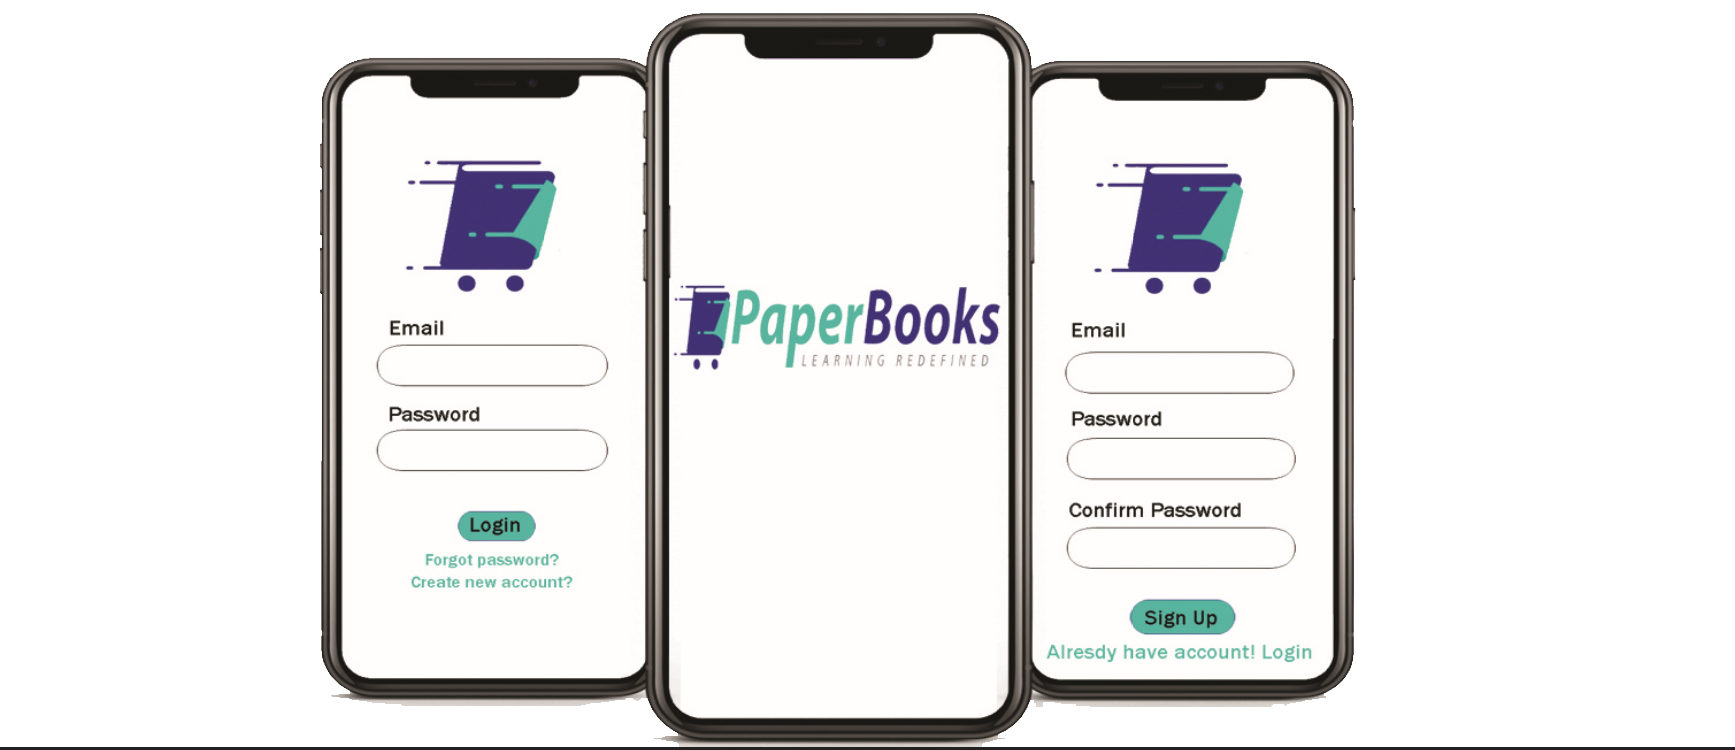 Email
Password
Login
Forgot password?
Create new account?
PaperBooks
LEARNING REDEFINED
Email
Password
Confirm Password
Sign Up
Alresdy have account! Login